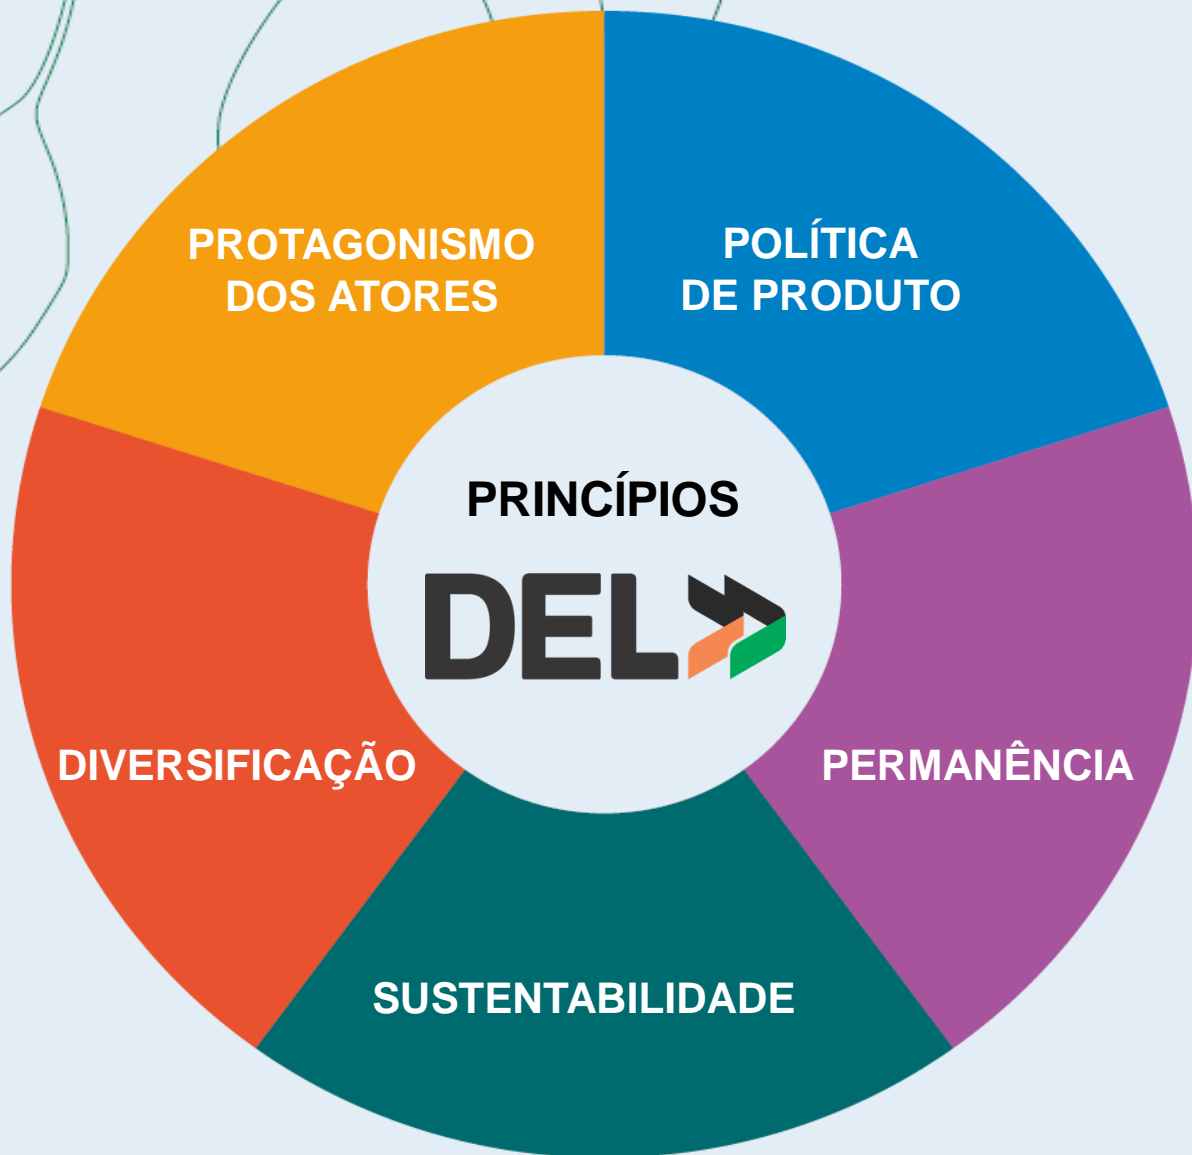 PROTAGONISMO
DOS ATORES
POLÍTICA
DE PRODUTO
PRINCÍPIOS
DEL
DIVERSIFICAÇÃO
PERMANÊNCIA
SUSTENTABILIDADE